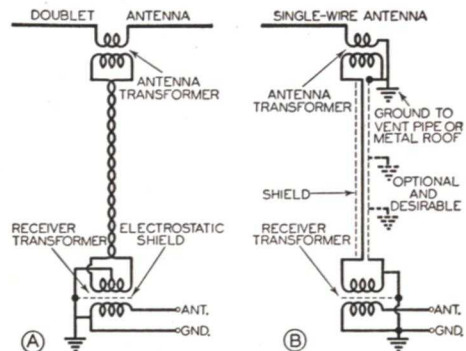 DOUBLET ANTENNA
ANTENNA
TRANSFORMER
RECEIVER
TRANSFORMER
ELECTROSTATIC
SHIELD
ANT.
GND.
A
SINGLE-WIRE ANTENNA
ANTENNA
TRANSFORMER
GROUND TO
VENT PIPE OR
METAL ROOF
SHIELD
OPTIONAL
AND
DESIRABLE
RECEIVER
TRANSFORMER
ANT.
GND.
B